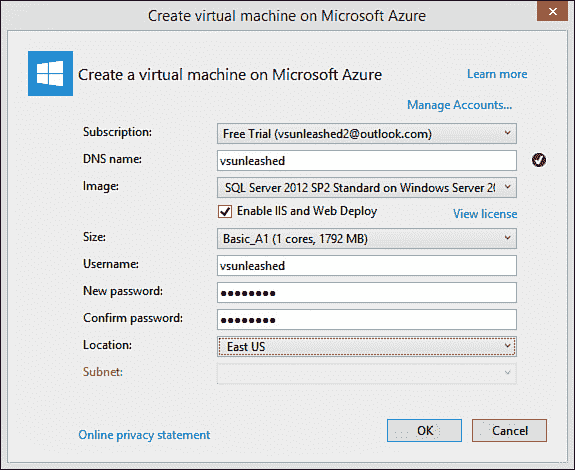 Create virtual machine on Microsoft Azure
Create a virtual machine on Microsoft Azure
Learn more
Manage Accounts...
Subscription: Free Trial (vsunleashed2@outlook.com)
DNS name: vsunleashed
Image: SQL Server 2012 SP2 Standard on Windows Server
Enable IIS and Web Deploy View license
Size: Basic_A1 (1 cores, 1792 MB)
Username: vsunleashed
New password: ●●●●●●●●
Confirm password: ●●●●●●●●
Location: East US
Subnet:
Online privacy statement OK Cancel